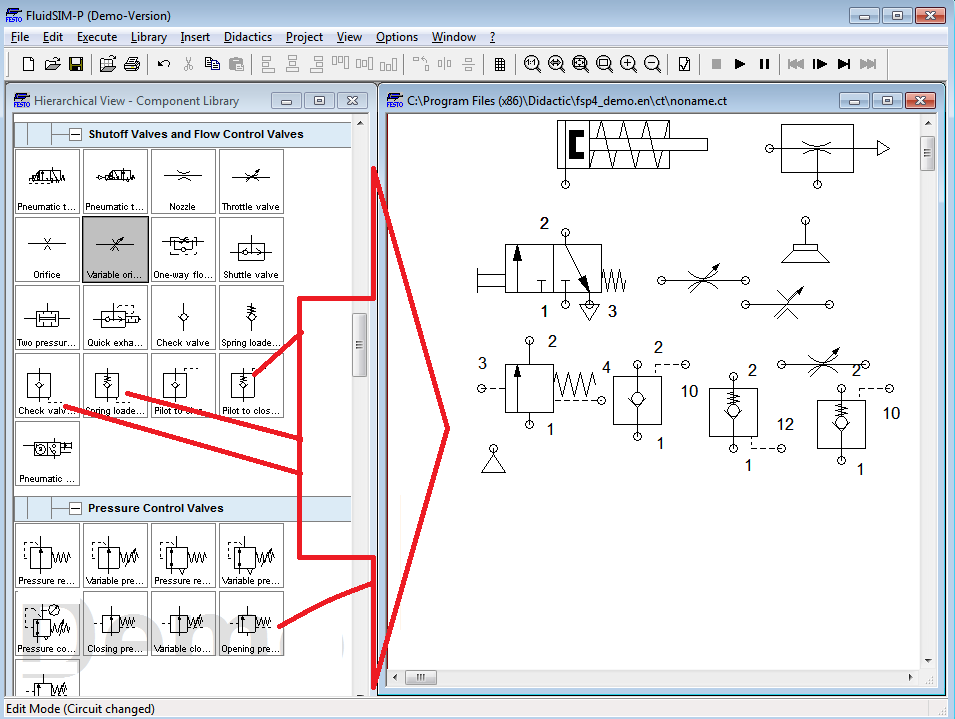 FluidSIM-P (Demo-Version)
File Edit Execute Library Insert Didactics Project View Options Window ?
FESTO Hierarchical View - Component Library
FESTO C:\Program Files (x86)\Didactic\fsp4_demo.en\ct\noname.ct
Shutoff Valves and Flow Control Valves
Pneumatic t... Pneumatic t... Nozzle Throttle valve
Orifice Variable ori... One-way flo... Shuttle valve
Two pressur... Quick exha... Check valve Spring loade...
Check valv... Spring loade... Pilot to clos... Pilot to clos...
Pneumatic ...
Pressure Control Valves
Pressure re... Variable pre... Pressure re... Variable pre...
Pressure co... Closing pre... Variable clo... Opening pre...
Demo
2
1 3
3 2 4
1
2 10
1
2 12
1
2 10
1
Edit Mode (Circuit changed)